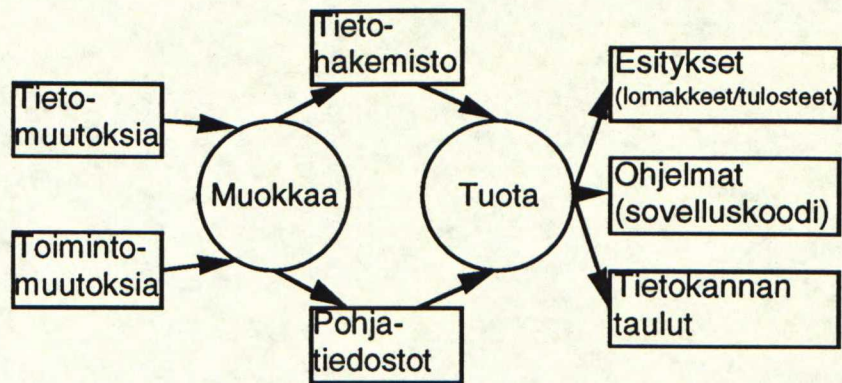 Tieto-
muutoksia
Toiminto-
muutoksia
Muokkaa
Tieto-
hakemisto
Pohja-
tiedostot
Tuota
Esitykset
(lomakkeet/tulosteet)
Ohjelmat
(sovelluskoodi)
Tietokannan
taulut